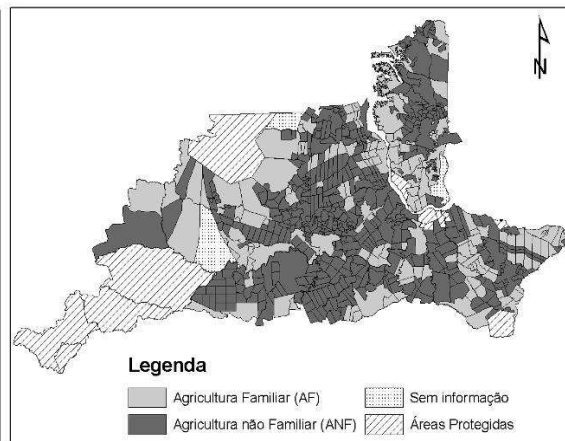 N
Legenda
Agricultura Familiar (AF)
Sem informação
Agricultura não Familiar (ANF)
Áreas Protegidas